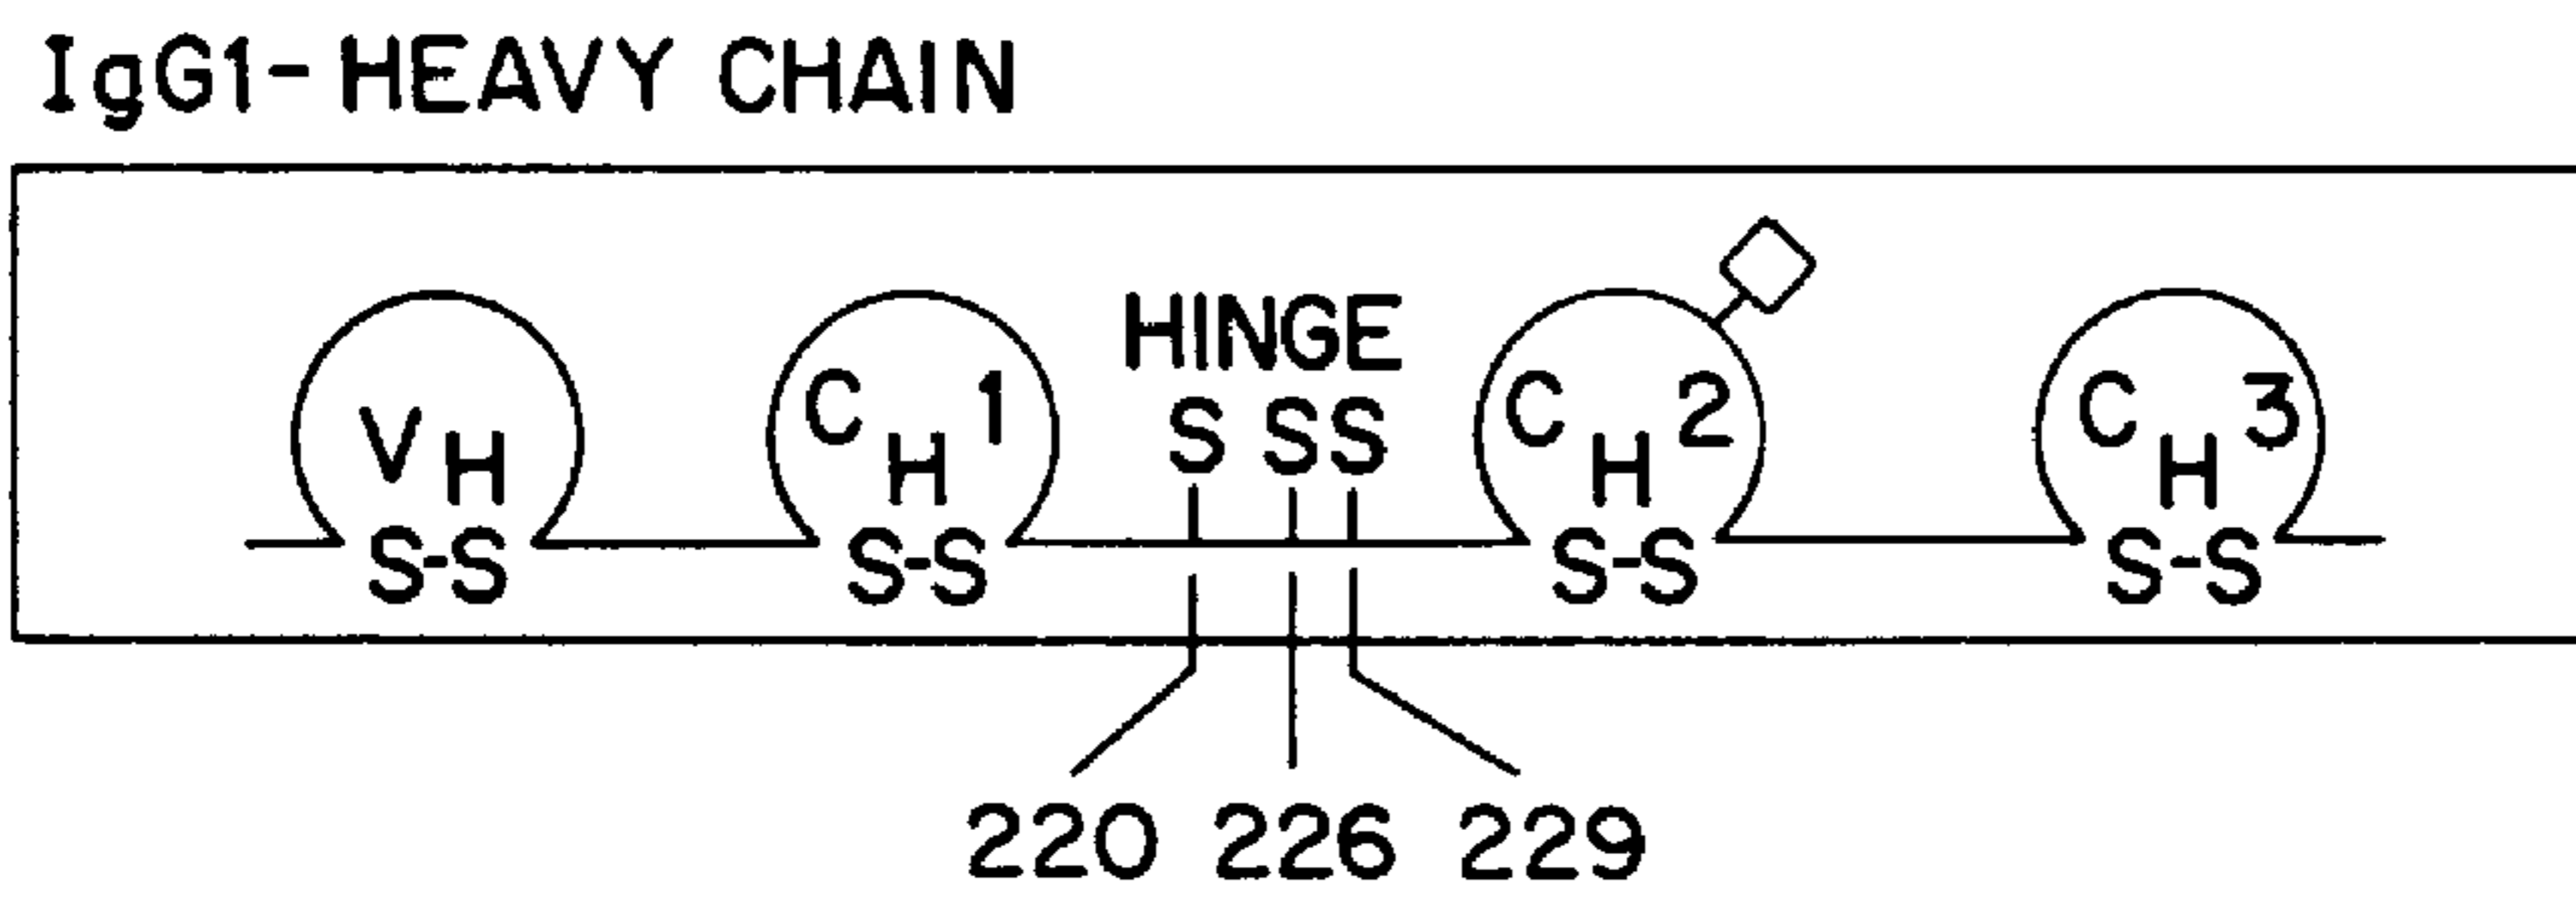 IgG1- HEAVY CHAIN
HINGE
VH CH1 S SS CH2 CH3
S-S S-S S-S S-S
220 226 229